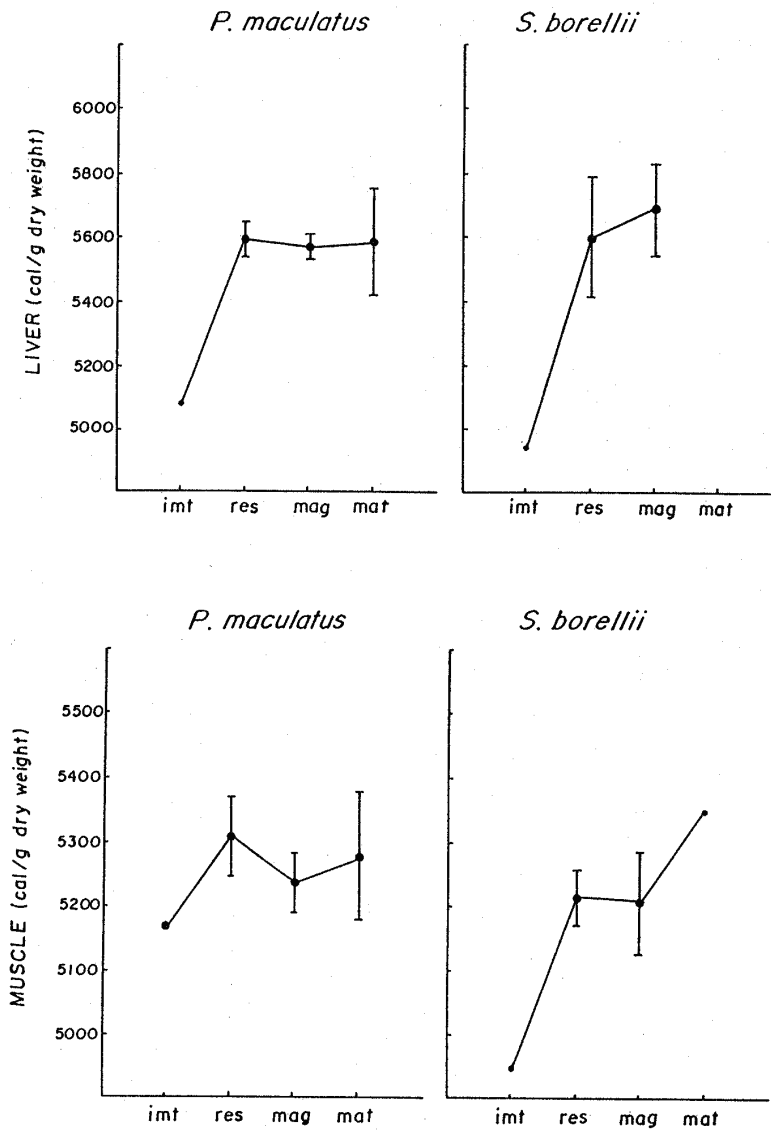 P. maculatus
S. borellii
LIVER (cal/g dry weight)
6000
5800
5600
5400
5200
5000
imt res mag mat
imt res mag mat
P. maculatus
S. borellii
MUSCLE (cal/g dry weight)
5500
5400
5300
5200
5100
5000
imt res mag mat
imt res mag mat